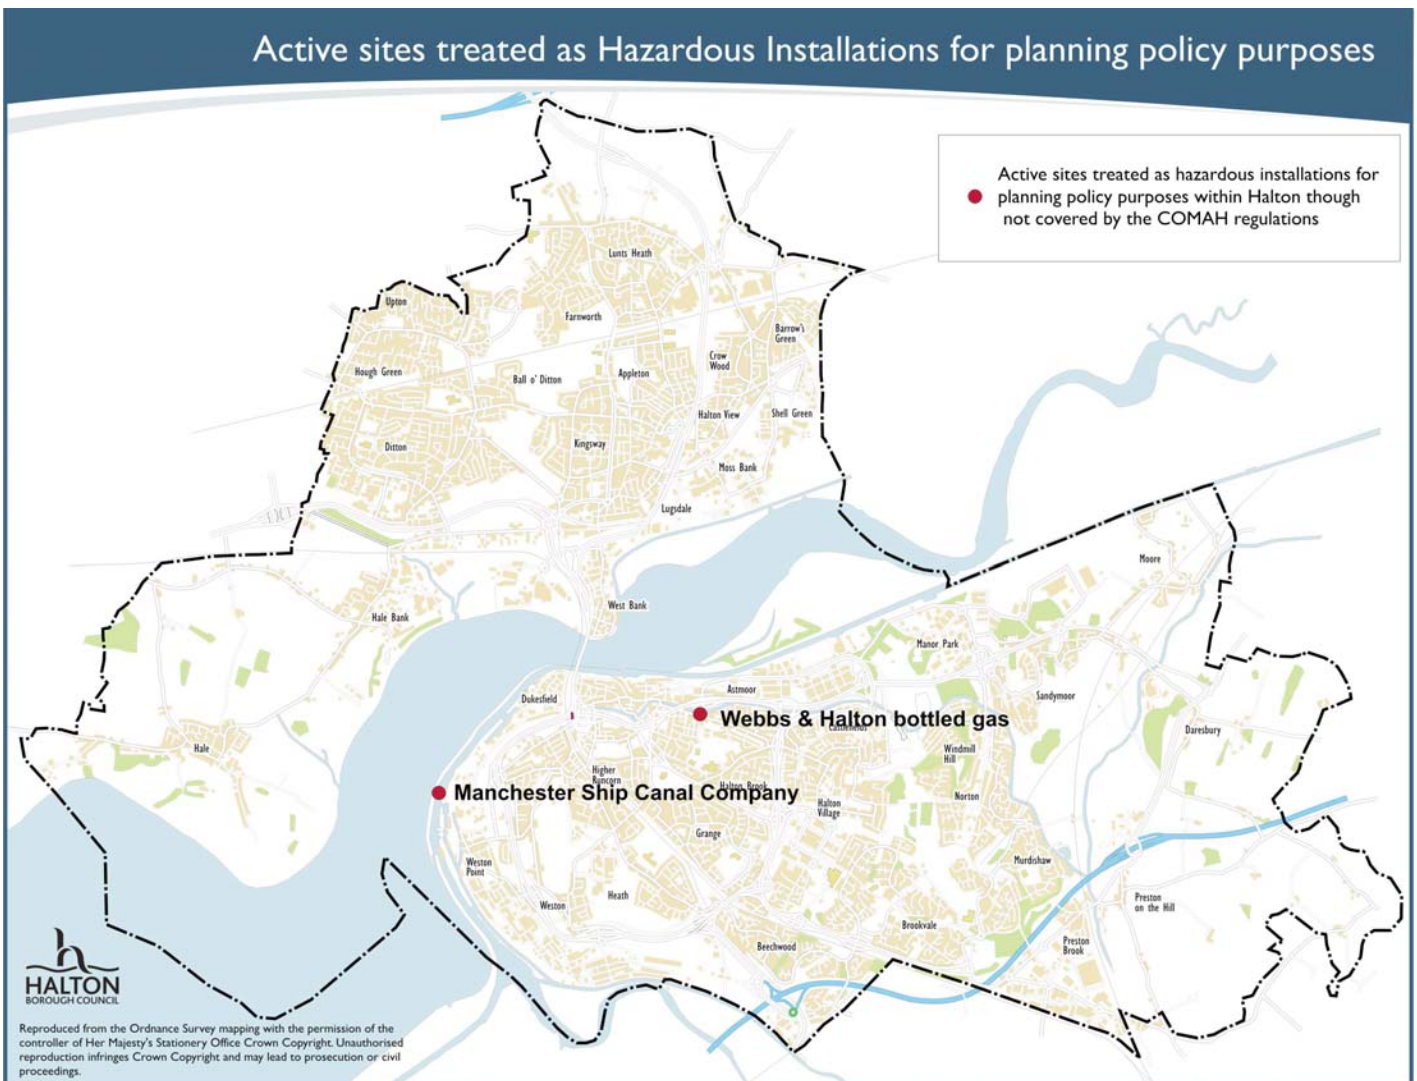 Active sites treated as Hazardous Installations for planning policy purposes
Active sites treated as hazardous installations for
planning policy purposes within Halton though
not covered by the COMAH regulations
Lunts Heath
Upton
Farnworth
Barrow's
Green
Crow
Wood
Hough Green
Ball o' Ditton
Appleton
Halton View
Shell Green
Ditton
Kingsway
Moss Bank
Lugsdale
Moore
West Bank
Hale Bank
Manor Park
Dukesfield
Astmoor
Sandymoor
Webbs & Halton bottled gas
Castlefields
Daresbury
Hale
Windmill
Hill
Higher
Runcorn
Halton Brook
Manchester Ship Canal Company
Norton
Halton
Village
Grange
Weston
Point
Murdishaw
Heath
Weston
Preston
on the Hill
Brookvale
Beechwood
Preston
Brook
HALTON
BOROUGH COUNCIL
Reproduced from the Ordnance Survey mapping with the permission of the
controller of Her Majesty's Stationery Office Crown Copyright. Unauthorised
reproduction infringes Crown Copyright and may lead to prosecution or civil
proceedings.